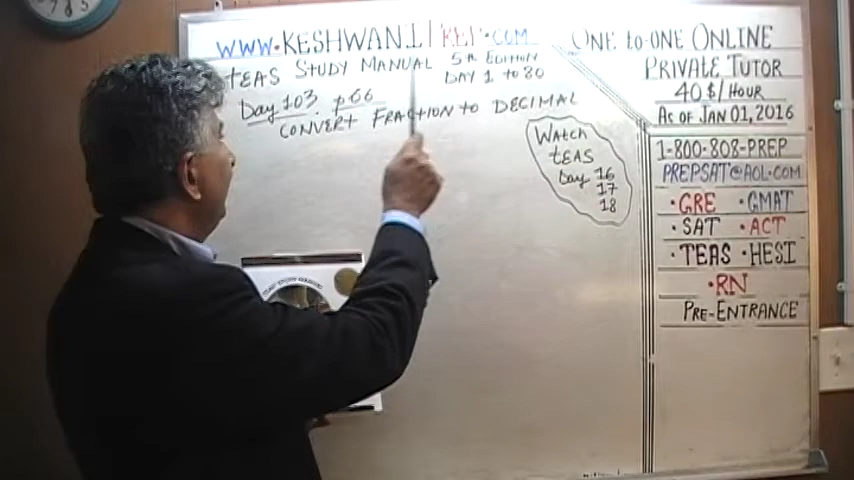 WWW.KESHWANI PREP.COM
TEAS STUDY MANUAL 5TH EDITION
DAY 1 TO 80
Day 103 . p66
CONVERT FRACTION TO DECIMAL
Watch
TEAS
Day 16
17
18
ONE to-ONE ONLINE
PRIVATE TUTOR
40 $/HOUR
AS OF JAN 01, 2016
1-800-808-PREP
PREPSAT@AOL.COM
•GRE •GMAT
•SAT •ACT
•TEAS •HESI
•RN
PRE-ENTRANCE